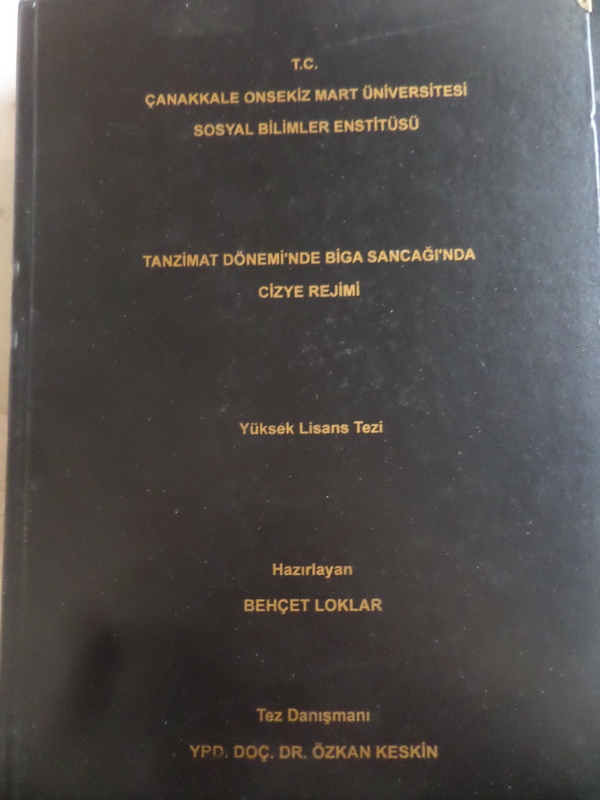 T.C.
ÇANAKKALE ONSEKİZ MART ÜNİVERSİTESİ
SOSYAL BİLİMLER ENSTİTÜSÜ
TANZİMAT DÖNEMİ'NDE BİGA SANCAĞI'NDA
CİZYE REJİMİ
Yüksek Lisans Tezi
Hazırlayan
BEHÇET LOKLAR
Tez Danışmanı
YPD. DOÇ. DR. ÖZKAN KESKİN